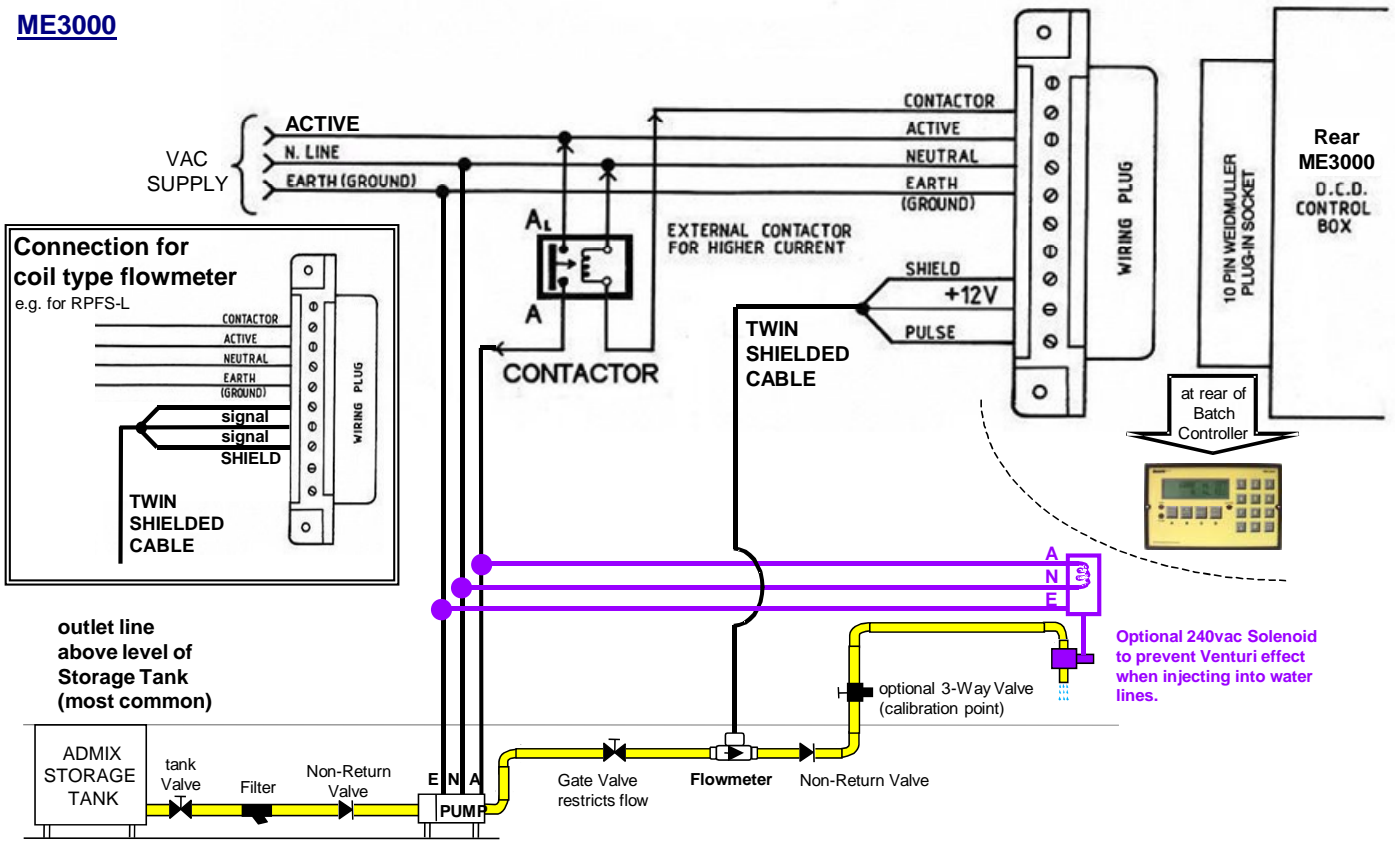 ME3000
VAC
SUPPLY
ACTIVE
N. LINE
EARTH (GROUND)
CONTACTOR
ACTIVE
NEUTRAL
EARTH
(GROUND)
SHIELD
+12V
PULSE
WIRING PLUG
10 PIN WEIDMULLER
PLUG-IN SOCKET
Rear
ME3000
D.C.D.
CONTROL
BOX
AL
A
EXTERNAL CONTACTOR
FOR HIGHER CURRENT
CONTACTOR
TWIN
SHIELDED
CABLE
at rear of
Batch
Controller
Connection for
coil type flowmeter
e.g. for RPFS-L
CONTACTOR
ACTIVE
NEUTRAL
EARTH
(GROUND)
signal
signal
SHIELD
WIRING PLUG
TWIN
SHIELDED
CABLE
A
N
E
Optional 240vac Solenoid
to prevent Venturi effect
when injecting into water
lines.
outlet line
above level of
Storage Tank
(most common)
optional 3-Way Valve
(calibration point)
ADMIX
STORAGE
TANK
tank
Valve
Filter
Non-Return
Valve
E N A
PUMP
Gate Valve
restricts flow
Flowmeter
Non-Return Valve